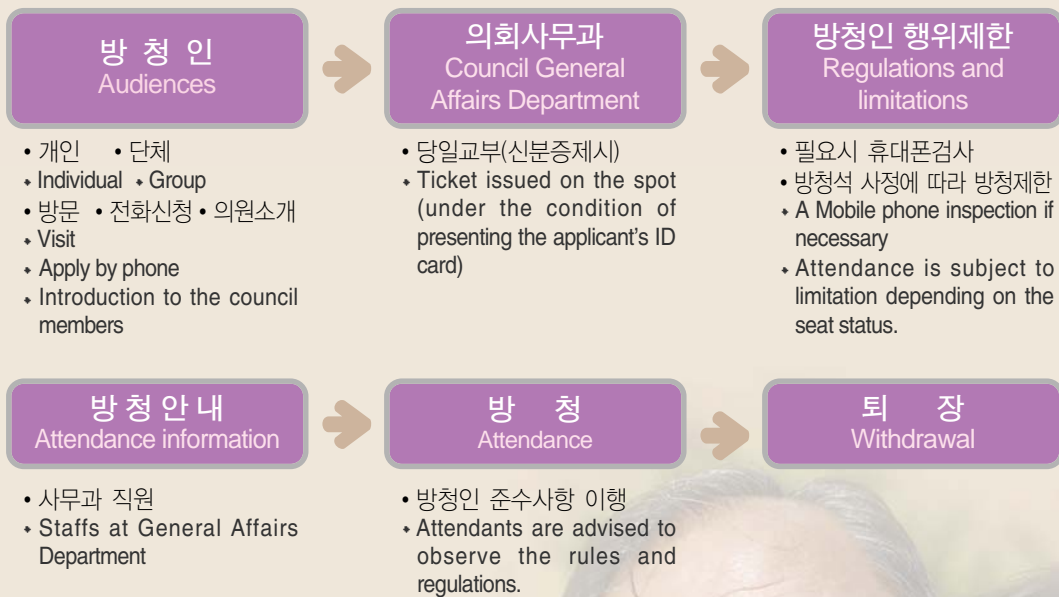 방 청 인
Audiences
• 개인 • 단체
• Individual • Group
• 방문 • 전화신청 • 의원소개
• Visit
• Apply by phone
• Introduction to the council
members
의회사무과
Council General
Affairs Department
• 당일교부(신분증제시)
• Ticket issued on the spot
(under the condition of
presenting the applicant's ID
card)
방청인 행위제한
Regulations and
limitations
• 필요시 휴대폰검사
• 방청석 사정에 따라 방청제한
• A Mobile phone inspection if
necessary
• Attendance is subject to
limitation depending on the
seat status.
방 청 안 내
Attendance information
• 사무과 직원
• Staffs at General Affairs
Department
방 청
Attendance
• 방청인 준수사항 이행
• Attendants are advised to
observe the rules and
regulations.
퇴 장
Withdrawal